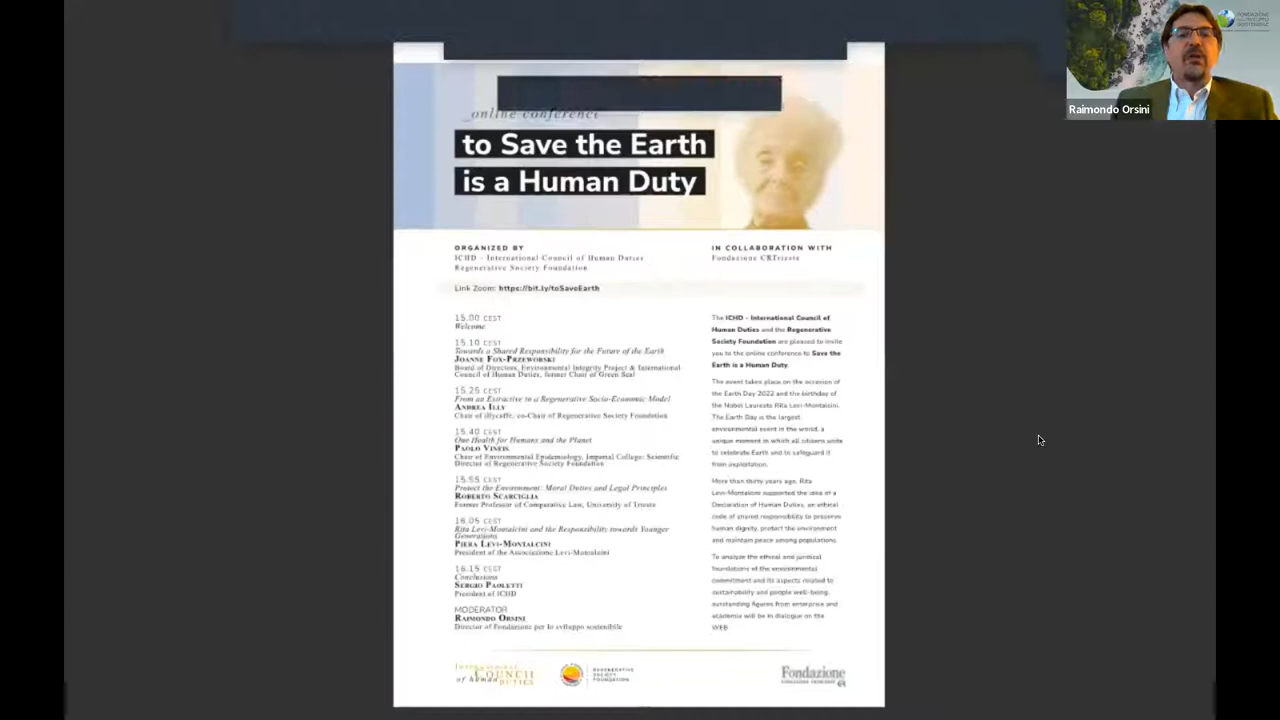 _online conference
to Save the Earth
is a Human Duty
ORGANIZED BY
ICHD - International Council of Human Duties
Regenerative Society Foundation
IN COLLABORATION WITH
Fondazione CRTrieste
Link Zoom: https://bit.ly/toSaveEarth
15.00 CEST
Welcome
15.10 CEST
Towards a Shared Responsibility for the Future of the Earth
JOANNE FOX-PRZEWORSKI
Board of Directors, Environmental Integrity Project & International
Council of Human Duties, former Chair of Green Seal
15.25 CEST
From an Extractive to a Regenerative Socio-Economic Model
ANDREA ILLY
Chair of illycaffè, co-Chair of Regenerative Society Foundation
15.40 CEST
One Health for Humans and the Planet
PAOLO VINEIS
Chair of Environmental Epidemiology, Imperial College; Scientific
Director of Regenerative Society Foundation
15.55 CEST
Protect the Environment: Moral Duties and Legal Principles
ROBERTO SCARCIGLIA
Former Professor of Comparative Law, University of Trieste
16.05 CEST
Rita Levi-Montalcini and the Responsibility towards Younger
Generations
PIERA LEVI-MONTALCINI
President of the Associazione Levi-Montalcini
16.15 CEST
Conclusions
SERGIO PAOLETTI
President of ICHD
MODERATOR
RAIMONDO ORSINI
Director of Fondazione per lo sviluppo sostenibile
The ICHD - International Council of
Human Duties and the Regenerative
Society Foundation are pleased to invite
you to the online conference to Save the
Earth is a Human Duty.
The event takes place on the occasion of
the Earth Day 2022 and the birthday of
the Nobel Laureate Rita Levi-Montalcini.
The Earth Day is the largest
environmental event in the world, a
unique moment in which all citizens unite
to celebrate Earth and to safeguard it
from exploitation.
More than thirty years ago, Rita
Levi-Montalcini supported the idea of a
Declaration of Human Duties, an ethical
code of shared responsibility to preserve
human dignity, protect the environment
and maintain peace among populations.
To analyze the ethical and juridical
foundations of the environmental
commitment and its aspects related to
sustainability and people well-being,
outstanding figures from enterprise and
academia will be in dialogue on the
WEB.
INTERNATIONAL
COUNCIL
of human DUTIES
REGENERATIVE
SOCIETY
FOUNDATION
Fondazione
Raimondo Orsini
FONDAZIONE